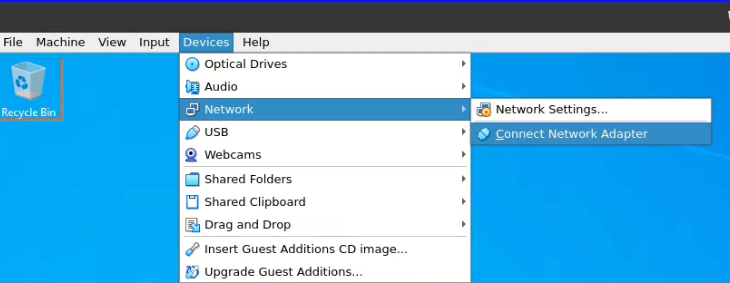 File Machine View Input Devices Help
Optical Drives
Audio
Network
Network Settings...
USB
Connect Network Adapter
Webcams
Shared Folders
Shared Clipboard
Drag and Drop
Insert Guest Additions CD image...
Upgrade Guest Additions...
Recycle Bin